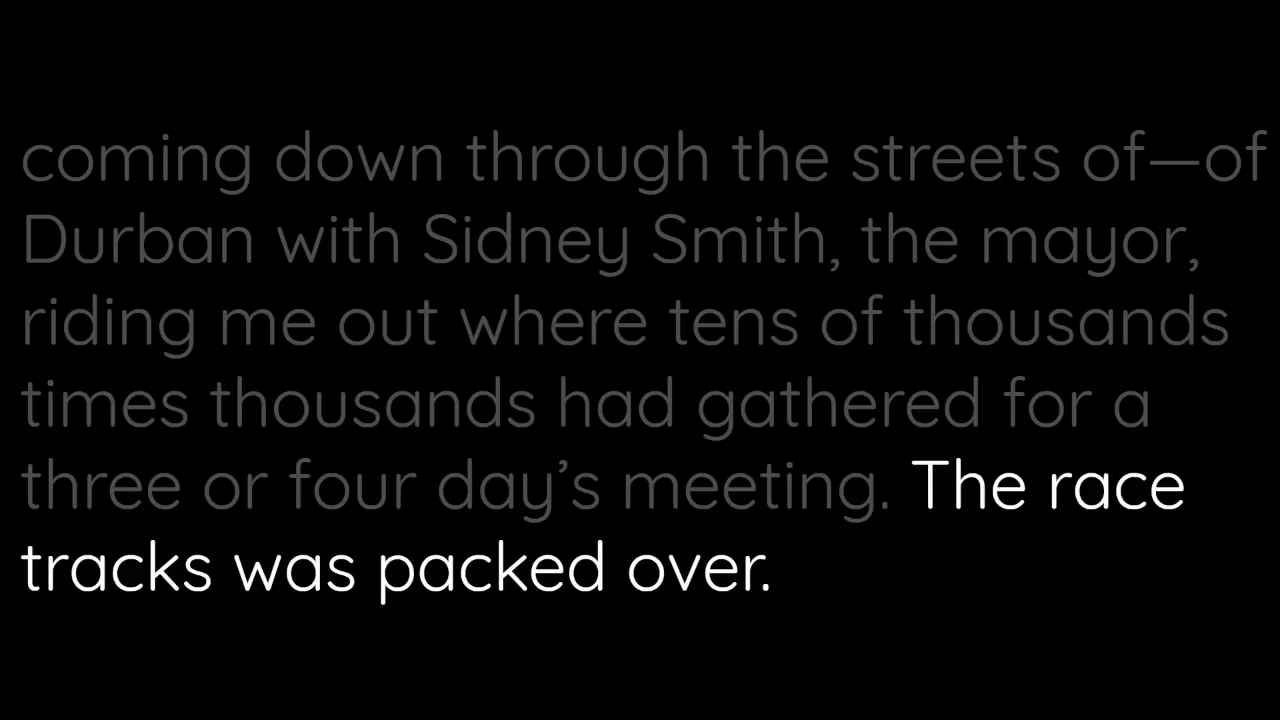 coming down through the streets of—of
Durban with Sidney Smith, the mayor,
riding me out where tens of thousands
times thousands had gathered for a
three or four day’s meeting. The race
tracks was packed over.